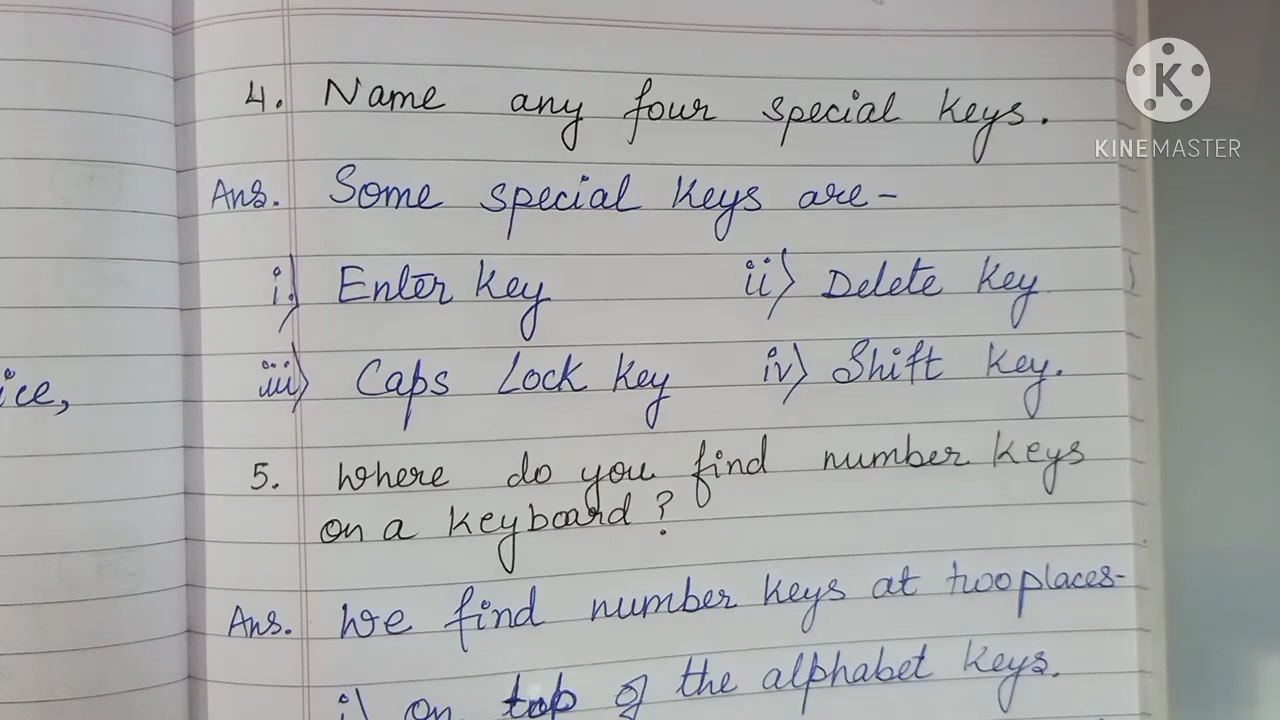 4. Name any four special keys.
Ans. Some special keys are-
i) Enter key ii) Delete key
iii) Caps Lock key iv) Shift key.
ice,
5. Where do you find number keys
on a keyboard?
Ans. We find number keys at two places-
i) on top of the alphabet keys.
K
KINEMASTER